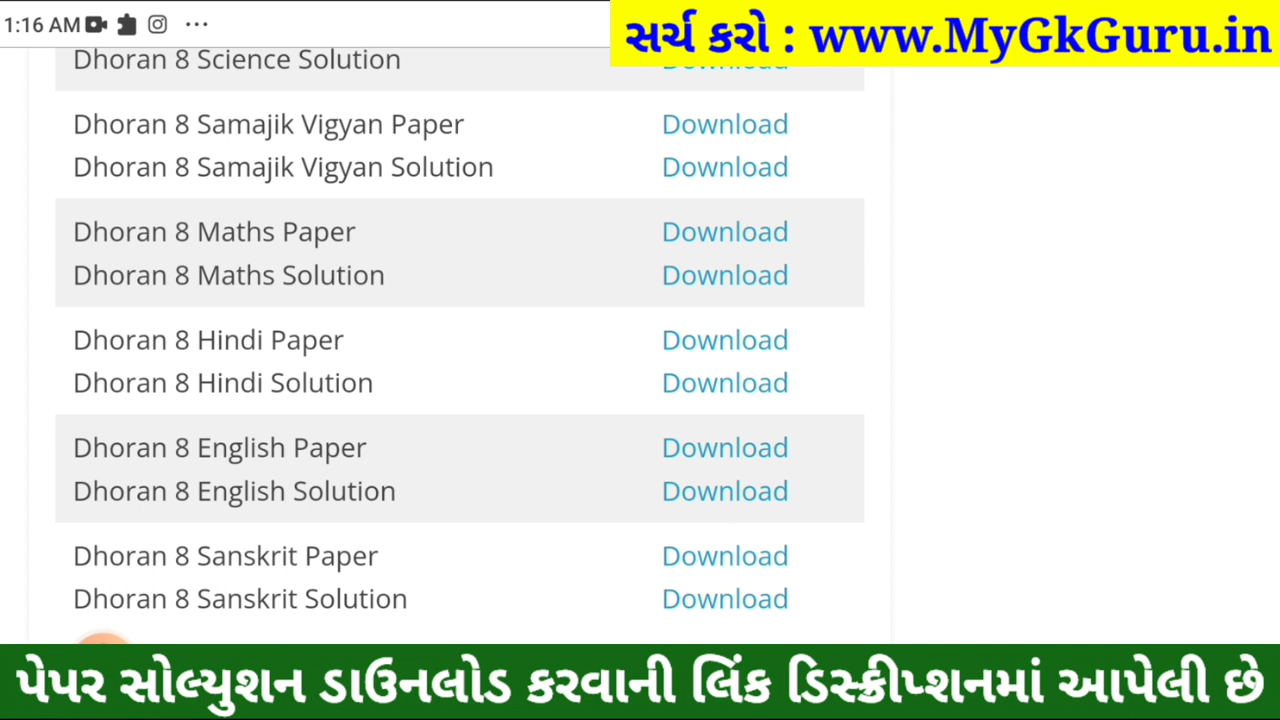 1:16 AM
સર્ચ કરો : www.MyGkGuru.in
Dhoran 8 Science Solution Download
Dhoran 8 Samajik Vigyan Paper Download
Dhoran 8 Samajik Vigyan Solution Download
Dhoran 8 Maths Paper Download
Dhoran 8 Maths Solution Download
Dhoran 8 Hindi Paper Download
Dhoran 8 Hindi Solution Download
Dhoran 8 English Paper Download
Dhoran 8 English Solution Download
Dhoran 8 Sanskrit Paper Download
Dhoran 8 Sanskrit Solution Download
પેપર સોલ્યુશન ડાઉનલોડ કરવાની લિંક ડિસ્ક્રીપ્શનમાં આપેલી છે